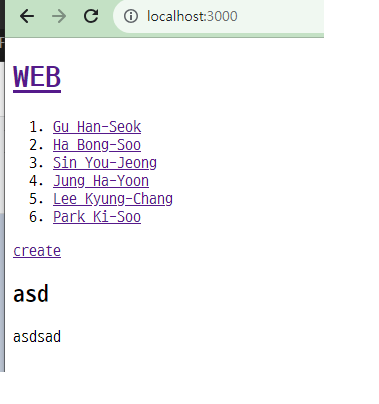 localhost:3000
WEB
1. Gu Han-Seok
2. Ha Bong-Soo
3. Sin You-Jeong
4. Jung Ha-Yoon
5. Lee Kyung-Chang
6. Park Ki-Soo
create
asd
asdsad